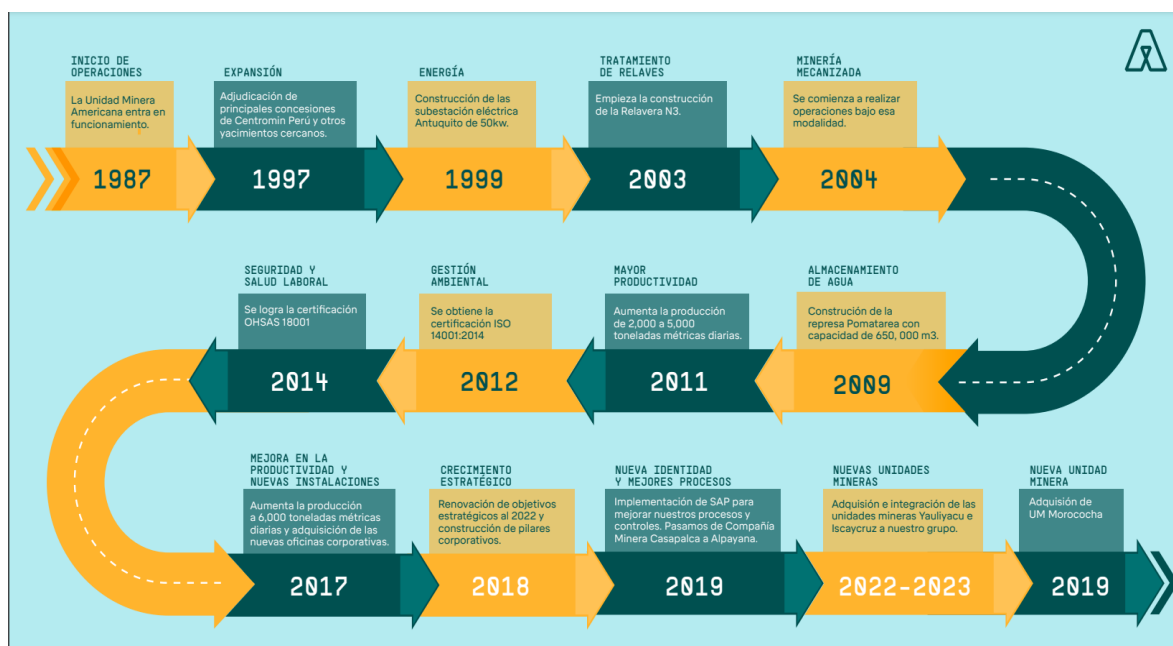 INICIO DE
OPERACIONES
La Unidad Minera
Americana entra en
funcionamiento.
1987
EXPANSIÓN
Adjudicación de
principales concesiones
de Centromin Perú y otros
yacimientos cercanos.
1997
ENERGÍA
Construcción de las
subestación eléctrica
Antuquito de 50kw.
1999
TRATAMIENTO
DE RELAVES
Empieza la construcción
de la Relavera N3.
2003
MINERÍA
MECANIZADA
Se comienza a realizar
operaciones bajo esa
modalidad.
2004
ALMACENAMIENTO
DE AGUA
Construción de la
represa Pomatarea con
capacidad de 650, 000 m3.
2009
MAYOR
PRODUCTIVIDAD
Aumenta la producción
de 2,000 a 5,000
toneladas métricas diarias.
2011
GESTIÓN
AMBIENTAL
Se obtiene la
certificación ISO
14001:2014
2012
SEGURIDAD Y
SALUD LABORAL
Se logra la certificación
OHSAS 18001
2014
MEJORA EN LA
PRODUCTIVIDAD Y
NUEVAS INSTALACIONES
Aumenta la producción
a 6,000 toneladas métricas
diarias y adquisición de las
nuevas oficinas corporativas.
2017
CRECIMIENTO
ESTRATÉGICO
Renovación de objetivos
estratégicos al 2022 y
construcción de pilares
corporativos.
2018
NUEVA IDENTIDAD
Y MEJORES PROCESOS
Implementación de SAP para
mejorar nuestros procesos y
controles. Pasamos de Compañía
Minera Casapalca a Alpayana.
2019
NUEVAS UNIDADES
MINERAS
Adquisión e integración de las
unidades mineras Yauliyacu e
Iscaycruz a nuestro grupo.
2022-2023
NUEVA UNIDAD
MINERA
Adquisión de
UM Morococha
2019